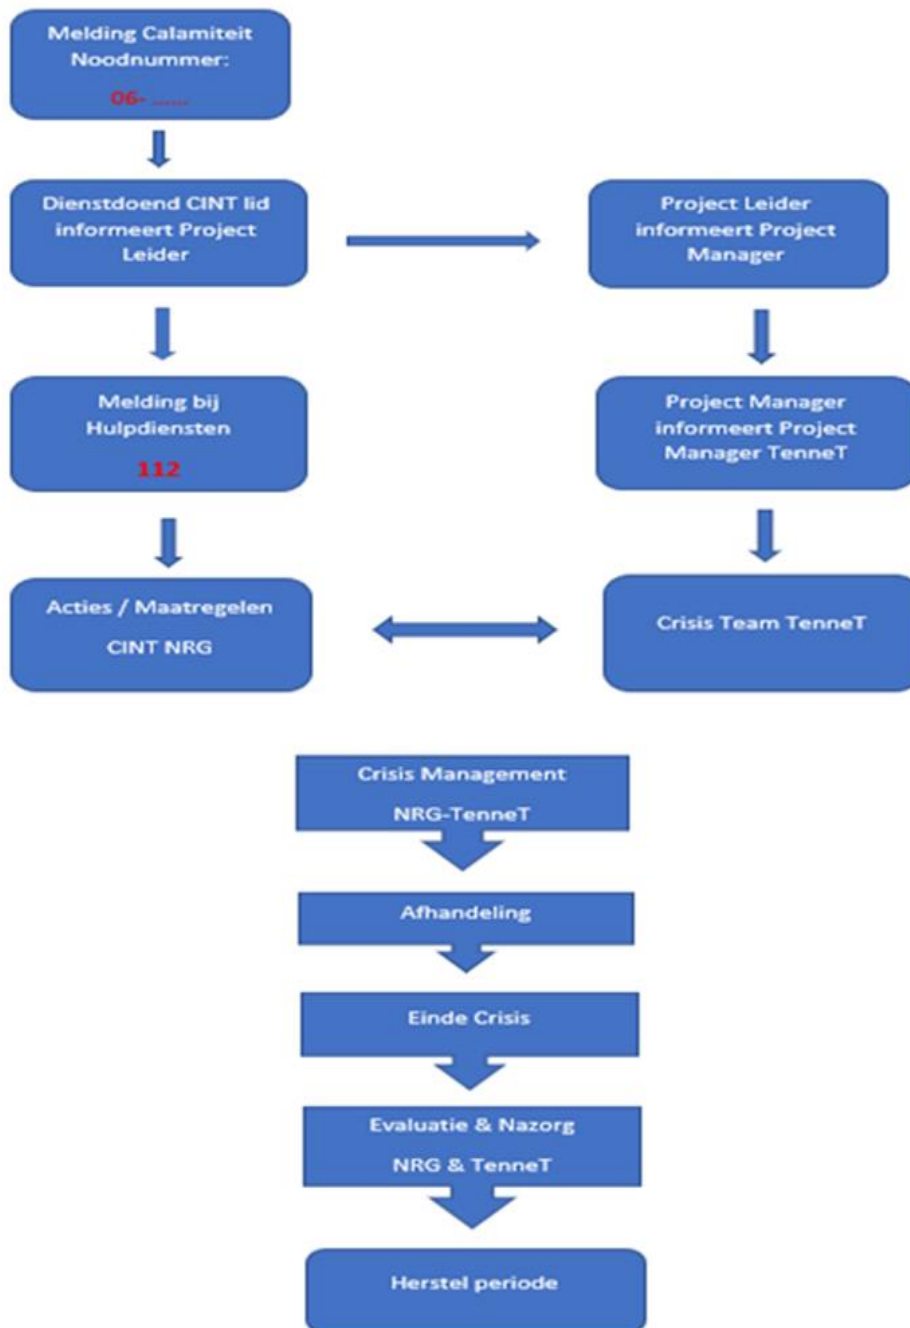 Melding Calamiteit
Noodnummer:
06- ......
Dienstdoend CINT lid
informeert Project
Leider
Project Leider
informeert Project
Manager
Melding bij
Hulpdiensten
112
Project Manager
informeert Project
Manager TenneT
Acties / Maatregelen
CINT NRG
Crisis Team TenneT
Crisis Management
NRG-TenneT
Afhandeling
Einde Crisis
Evaluatie & Nazorg
NRG & TenneT
Herstel periode